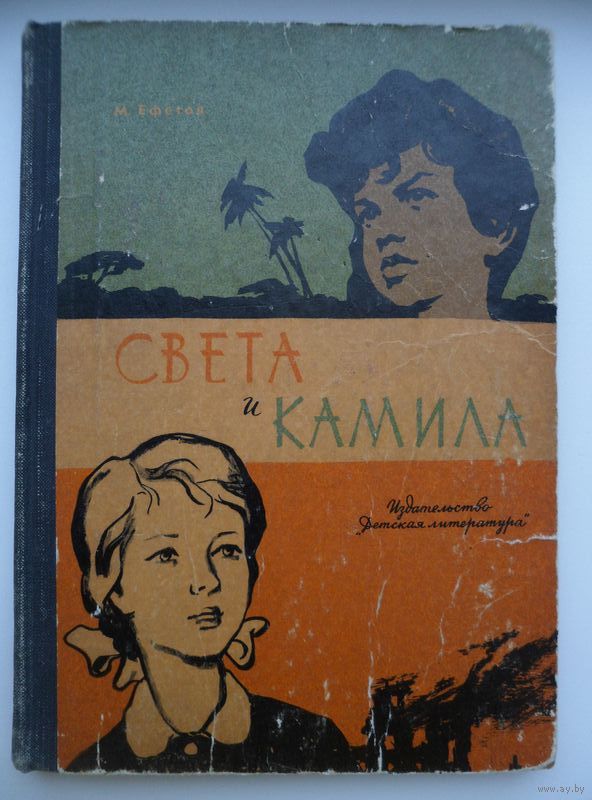 М. Ефетов
СВЕТА
и
КАМИЛА
Издательство
„Детская литература"
www.ay.by